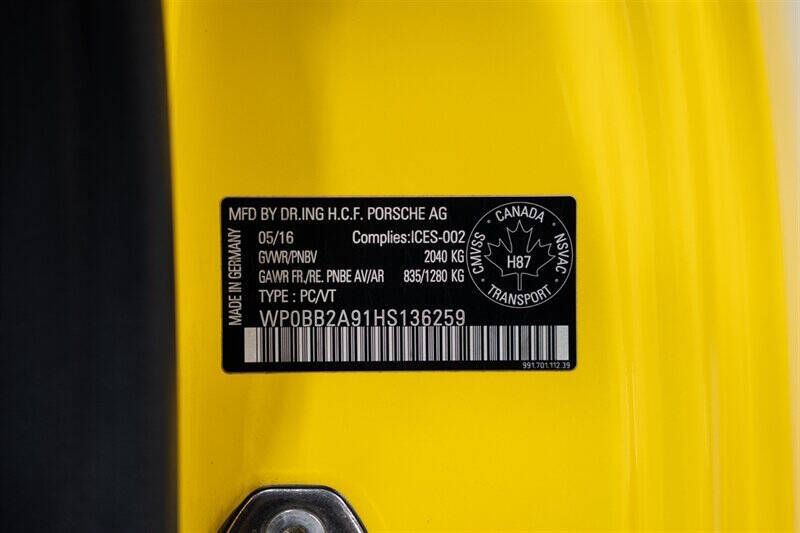 MFD BY DR.ING H.C.F. PORSCHE AG
MADE IN GERMANY
05/16 Complies:ICES-002
GVWR/PNBV 2040 KG
GAWR FR./RE. PNBE AV/AR 835/1280 KG
TYPE : PC/VT
WP0BB2A91HS136259
CANADA
CMVSS · NSVAC
H87
TRANSPORT
991.701.112.39